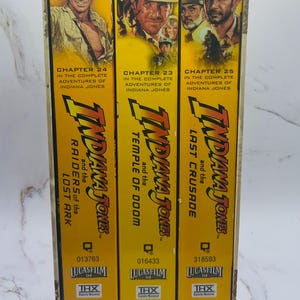 CHAPTER 24
IN THE COMPLETE
ADVENTURES OF
INDIANA JONES
INDIANA JONES
and the
RAIDERS of the
LOST ARK
013763
LUCASFILM
THX
CHAPTER 23
IN THE COMPLETE
ADVENTURES OF
INDIANA JONES
INDIANA JONES
and the
TEMPLE OF DOOM
016433
LUCASFILM
THX
CHAPTER 25
IN THE COMPLETE
ADVENTURES OF
INDIANA JONES
INDIANA JONES
and the
LAST CRUSADE
318593
LUCASFILM
THX